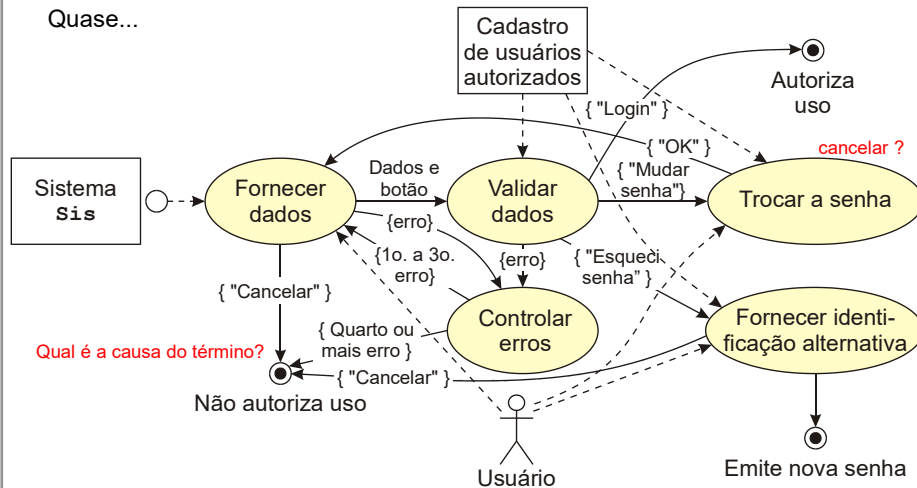 Quase...
Cadastro
de usuários
autorizados
Autoriza
uso
{ "Login" }
{ "OK" }
cancelar ?
Sistema
Sis
Fornecer
dados
Dados e
botão
Validar
dados
{ "Mudar
senha"}
Trocar a senha
{erro}
{1o. a 3o.
erro}
{erro}
{ "Esqueci
senha” }
{ "Cancelar" }
Controlar
erros
Fornecer identi-
ficação alternativa
{ Quarto ou
mais erro }
Qual é a causa do término?
{ "Cancelar" }
Não autoriza uso
Usuário
Emite nova senha